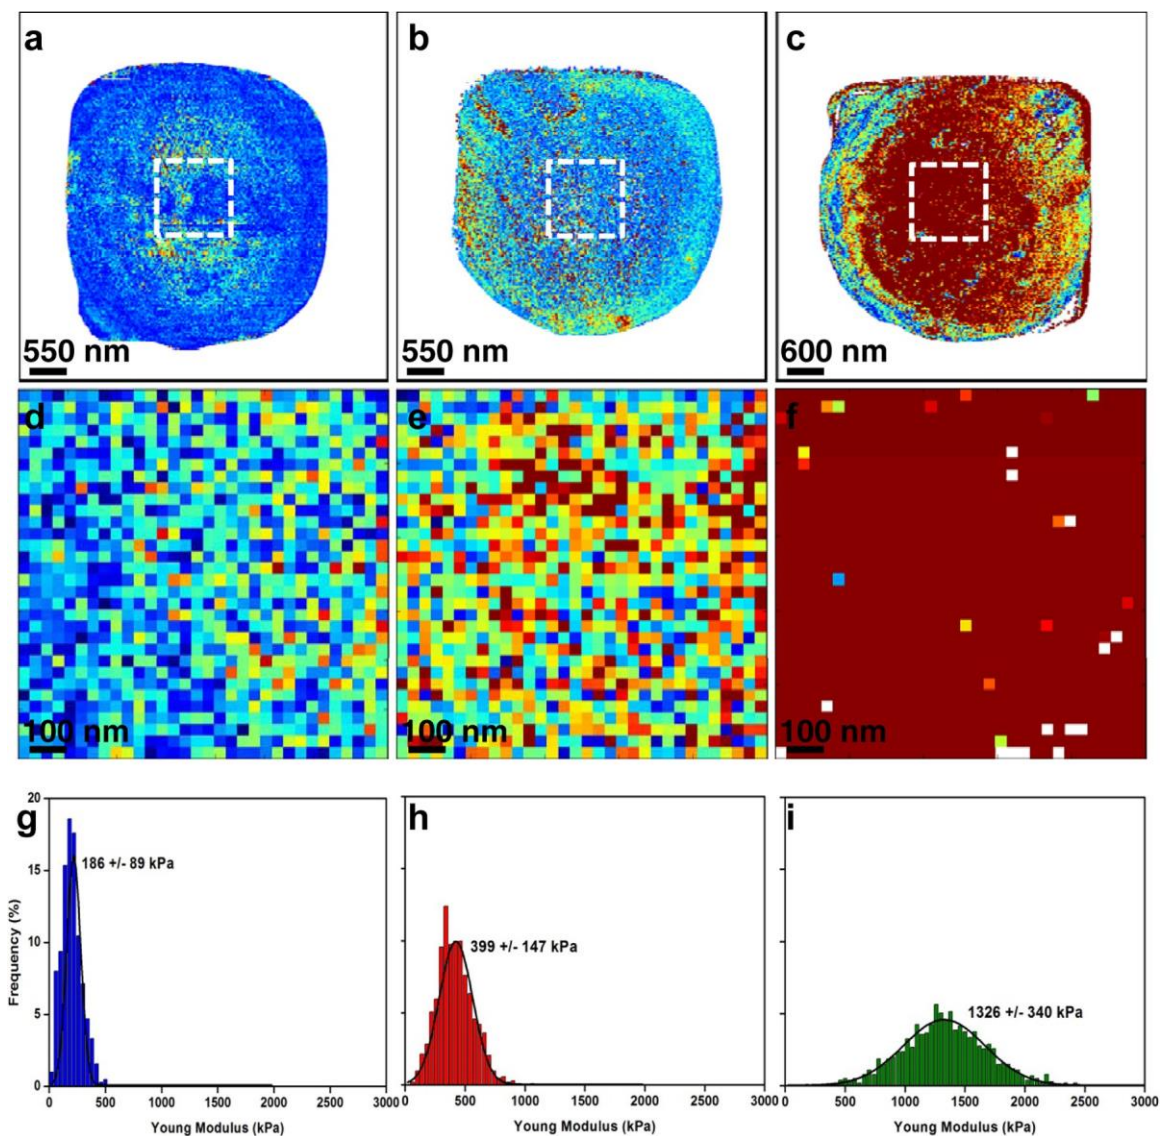 a
b
c
550 nm
550 nm
600 nm
d
e
f
100 nm
100 nm
100 nm
g
h
i
20
15
10
5
0
Frequency (%)
186 +/- 89 kPa
399 +/- 147 kPa
1326 +/- 340 kPa
0 500 1000 1500 2000 2500 3000
0 500 1000 1500 2000 2500 3000
500 1000 1500 2000 2500 3000
Young Modulus (kPa)
Young Modulus (kPa)
Young Modulus (kPa)